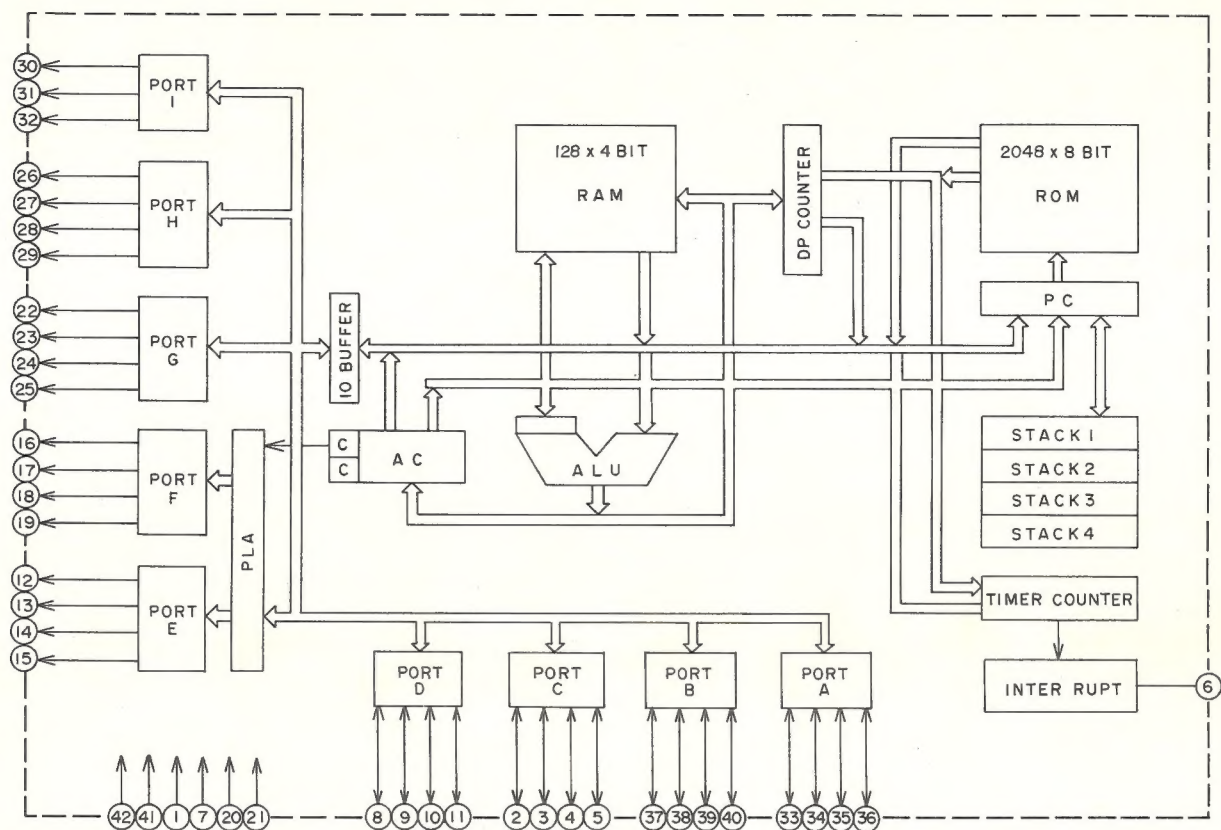 30
31
32
PORT
I
26
27
28
29
PORT
H
22
23
24
25
PORT
G
16
17
18
19
PORT
F
12
13
14
15
PORT
E
PLA
IO BUFFER
C
C
AC
128 x 4 BIT
RAM
ALU
DP COUNTER
2048 x 8 BIT
ROM
PC
STACK 1
STACK 2
STACK 3
STACK 4
TIMER COUNTER
INTER RUPT
6
PORT
D
PORT
C
PORT
B
PORT
A
42 41 1 7 20 21
8 9 10 11
2 3 4 5
37 38 39 40
33 34 35 36